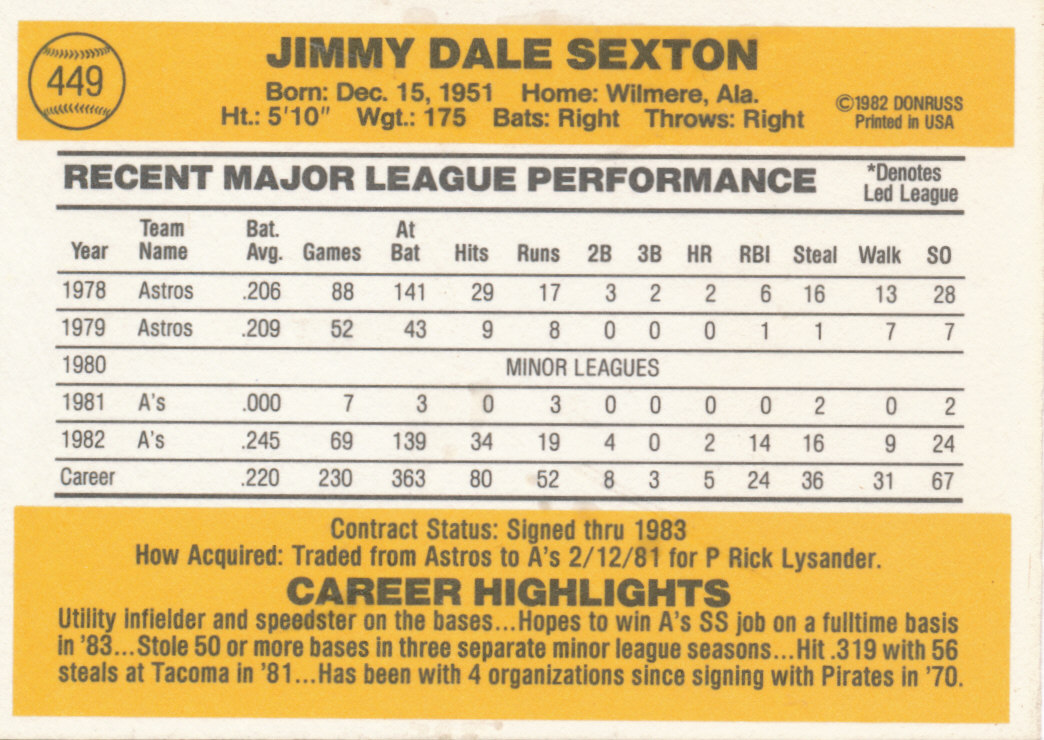 449
JIMMY DALE SEXTON
Born: Dec. 15, 1951 Home: Wilmere, Ala.
Ht.: 5'10" Wgt.: 175 Bats: Right Throws: Right
©1982 DONRUSS
Printed in USA
RECENT MAJOR LEAGUE PERFORMANCE
*Denotes
Led League
Year Team Name Bat. Avg. Games At Bat Hits Runs 2B 3B HR RBI Steal Walk SO
1978 Astros .206 88 141 29 17 3 2 2 6 16 13 28
1979 Astros .209 52 43 9 8 0 0 0 1 1 7 7
1980 MINOR LEAGUES
1981 A's .000 7 3 0 3 0 0 0 0 2 0 2
1982 A's .245 69 139 34 19 4 0 2 14 16 9 24
Career .220 230 363 80 52 8 3 5 24 36 31 67
Contract Status: Signed thru 1983
How Acquired: Traded from Astros to A's 2/12/81 for P Rick Lysander.
CAREER HIGHLIGHTS
Utility infielder and speedster on the bases...Hopes to win A's SS job on a fulltime basis
in '83...Stole 50 or more bases in three separate minor league seasons...Hit .319 with 56
steals at Tacoma in '81...Has been with 4 organizations since signing with Pirates in '70.